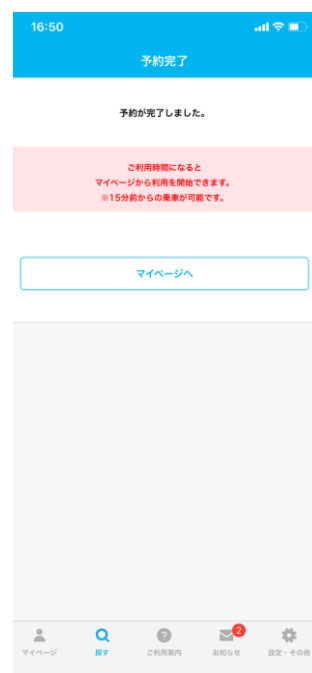 16:50
予約完了
予約が完了しました。
ご利用時間になると
マイページから利用を開始できます。
※15分前からの乗車が可能です。
マイページへ
2
マイページ
探す
ご利用案内
お知らせ
設定・その他